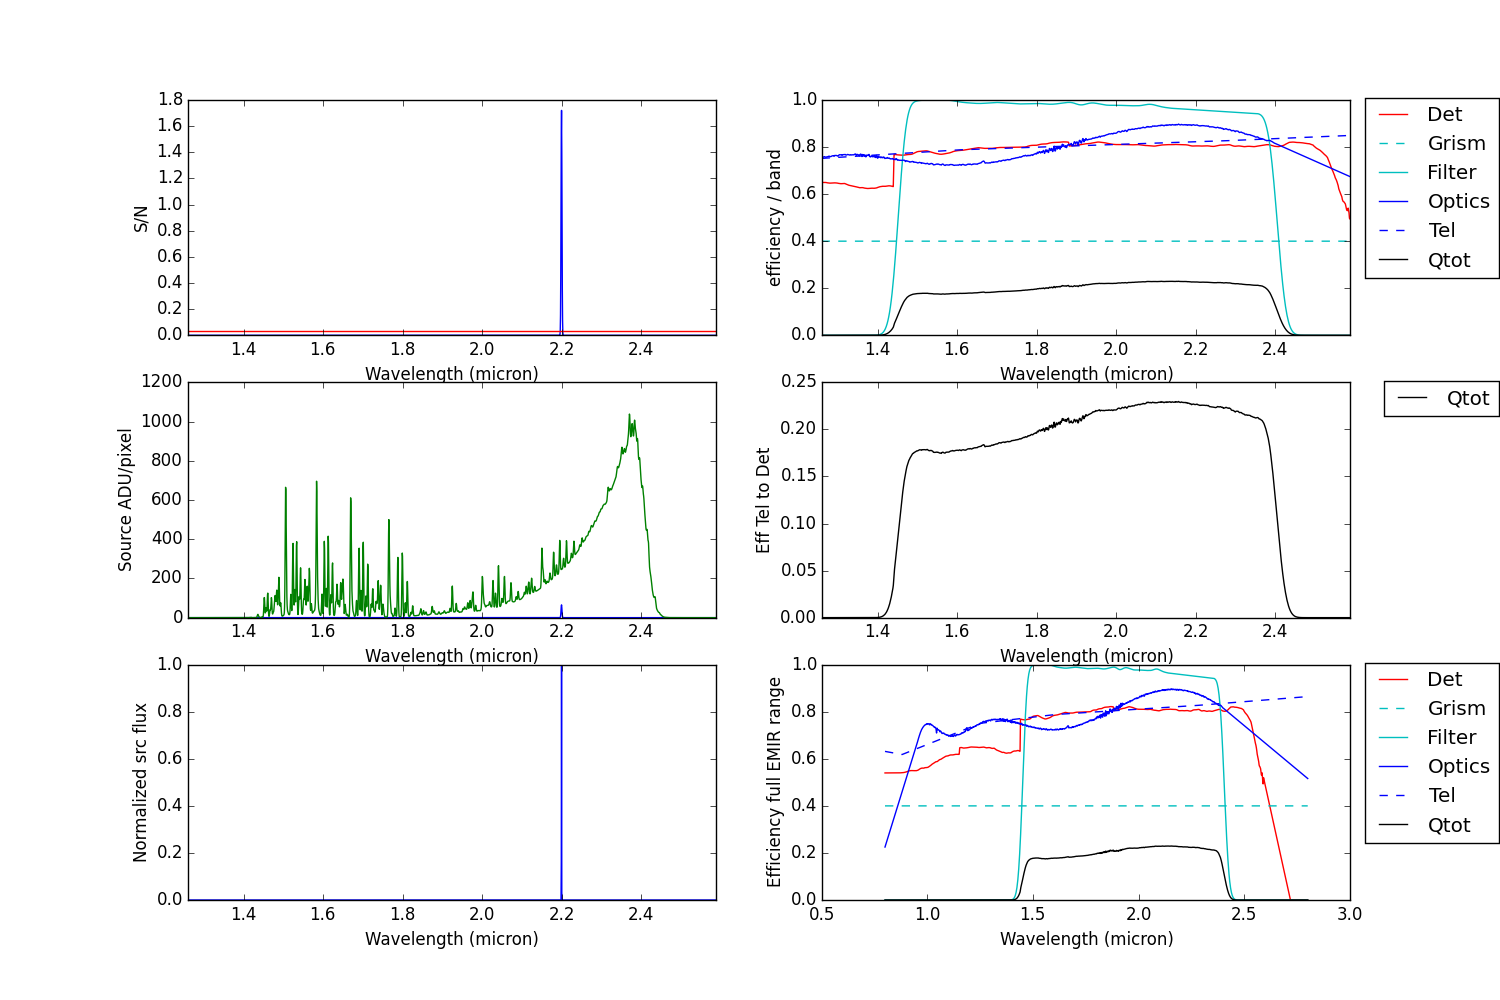 S/N
1.8
1.6
1.4
1.2
1.0
0.8
0.6
0.4
0.2
0.0
1.4 1.6 1.8 2.0 2.2 2.4
Wavelength (micron)
efficiency / band
1.0
0.8
0.6
0.4
0.2
0.0
1.4 1.6 1.8 2.0 2.2 2.4
Wavelength (micron)
Det
Grism
Filter
Optics
Tel
Qtot
Source ADU/pixel
1200
1000
800
600
400
200
0
1.4 1.6 1.8 2.0 2.2 2.4
Wavelength (micron)
Eff Tel to Det
0.25
0.20
0.15
0.10
0.05
0.00
1.4 1.6 1.8 2.0 2.2 2.4
Wavelength (micron)
Qtot
Normalized src flux
1.0
0.8
0.6
0.4
0.2
0.0
1.4 1.6 1.8 2.0 2.2 2.4
Wavelength (micron)
Efficiency full EMIR range
1.0
0.8
0.6
0.4
0.2
0.0
0.5 1.0 1.5 2.0 2.5 3.0
Wavelength (micron)
Det
Grism
Filter
Optics
Tel
Qtot